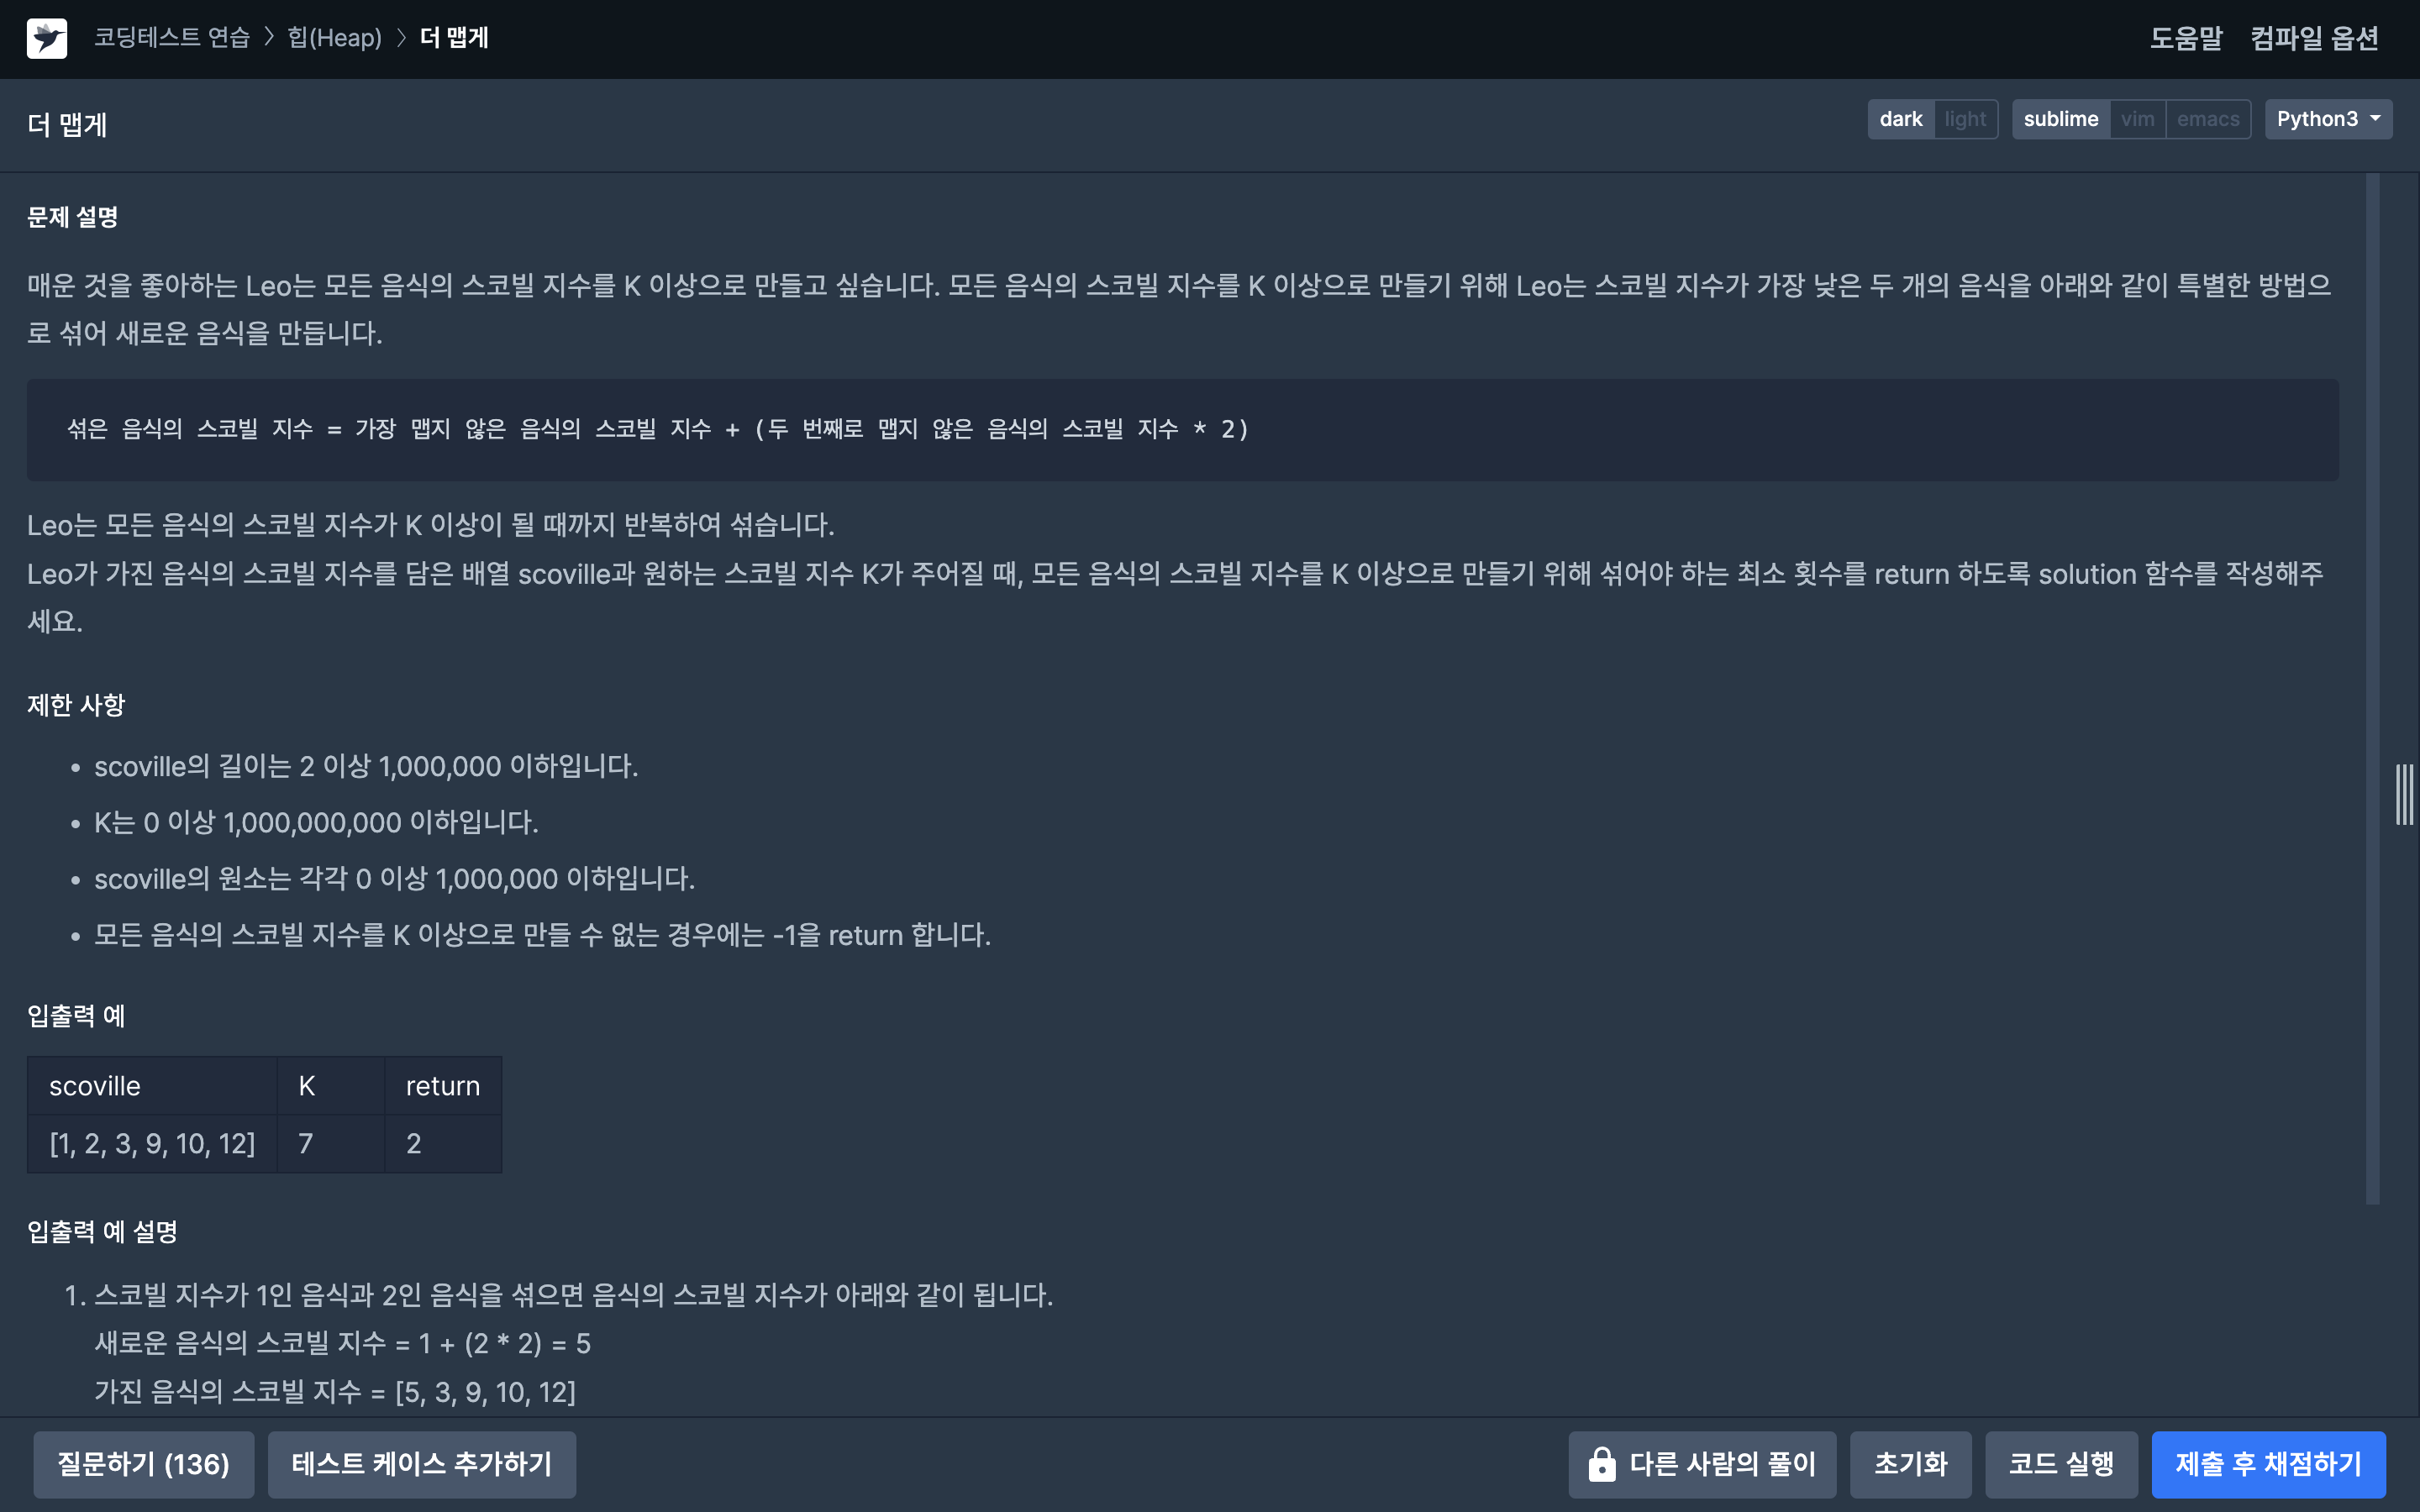 코딩테스트 연습 > 힙(Heap) > 더 맵게
도움말 컴파일 옵션
더 맵게
dark light sublime vim emacs Python3
문제 설명
매운 것을 좋아하는 Leo는 모든 음식의 스코빌 지수를 K 이상으로 만들고 싶습니다. 모든 음식의 스코빌 지수를 K 이상으로 만들기 위해 Leo는 스코빌 지수가 가장 낮은 두 개의 음식을 아래와 같이 특별한 방법으
로 섞어 새로운 음식을 만듭니다.
섞은 음식의 스코빌 지수 = 가장 맵지 않은 음식의 스코빌 지수 + (두 번째로 맵지 않은 음식의 스코빌 지수 * 2)
Leo는 모든 음식의 스코빌 지수가 K 이상이 될 때까지 반복하여 섞습니다.
Leo가 가진 음식의 스코빌 지수를 담은 배열 scoville과 원하는 스코빌 지수 K가 주어질 때, 모든 음식의 스코빌 지수를 K 이상으로 만들기 위해 섞어야 하는 최소 횟수를 return 하도록 solution 함수를 작성해주
세요.
제한 사항
• scoville의 길이는 2 이상 1,000,000 이하입니다.
• K는 0 이상 1,000,000,000 이하입니다.
• scoville의 원소는 각각 0 이상 1,000,000 이하입니다.
• 모든 음식의 스코빌 지수를 K 이상으로 만들 수 없는 경우에는 -1을 return 합니다.
입출력 예
scoville K return
[1, 2, 3, 9, 10, 12] 7 2
입출력 예 설명
1. 스코빌 지수가 1인 음식과 2인 음식을 섞으면 음식의 스코빌 지수가 아래와 같이 됩니다.
새로운 음식의 스코빌 지수 = 1 + (2 * 2) = 5
가진 음식의 스코빌 지수 = [5, 3, 9, 10, 12]
질문하기 (136) 테스트 케이스 추가하기 다른 사람의 풀이 초기화 코드 실행 제출 후 채점하기